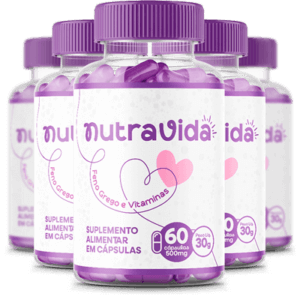 nutravida
Feno Grego e Vitaminas
SUPLEMENTO
ALIMENTAR
EM CÁPSULAS
60
cápsulas
500mg
30g